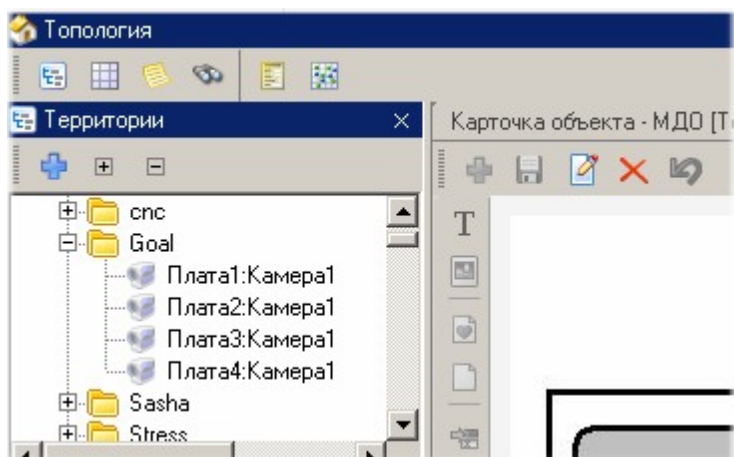 Топология
Территории
Карточка объекта - МДО [То
cnc
Goal
Плата1:Камера1
Плата2:Камера1
Плата3:Камера1
Плата4:Камера1
Sasha
Stress
T